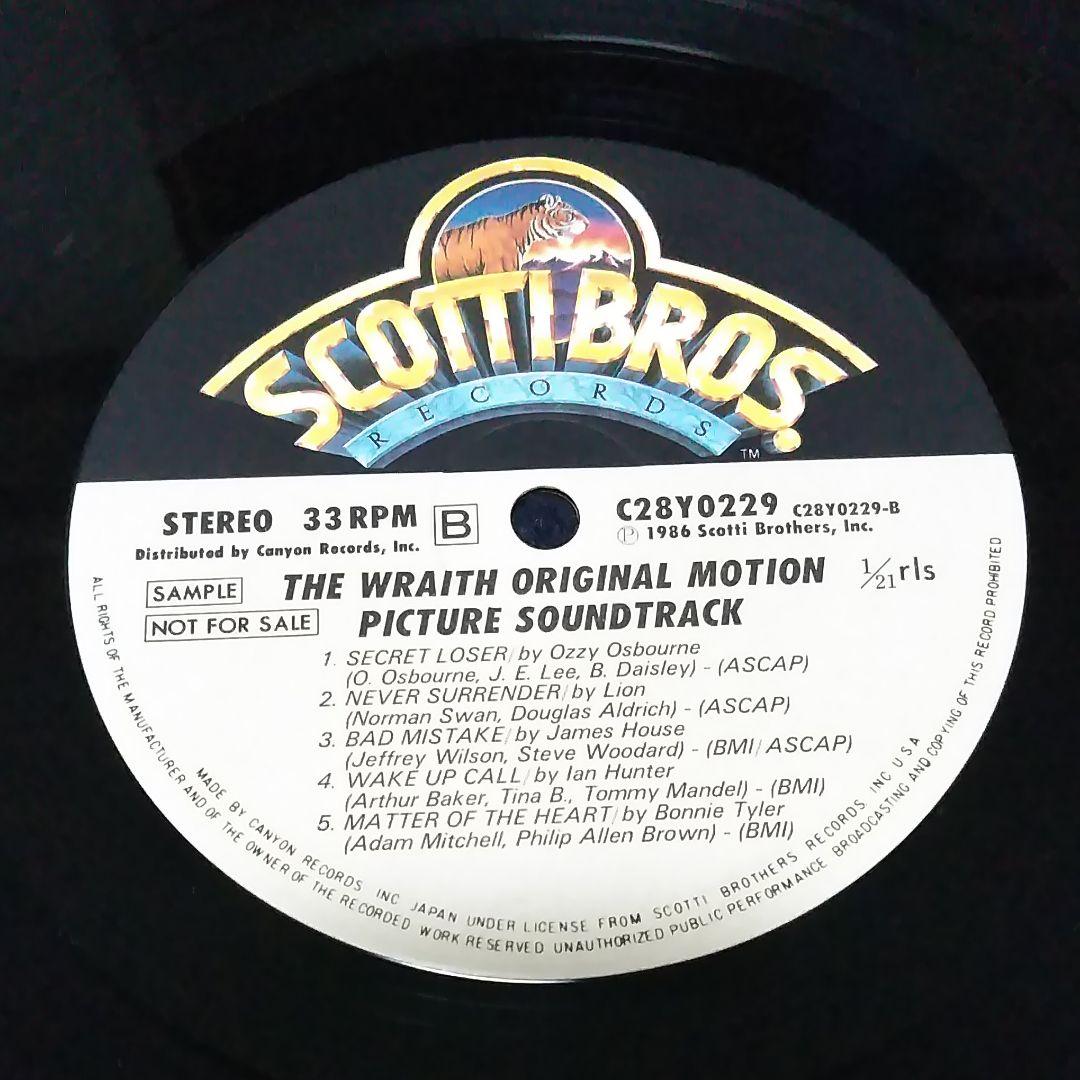 SCOTTI BROS.
RECORDS
TM
STEREO 33 RPM B
Distributed by Canyon Records, Inc.
C28Y0229 C28Y0229-B
Ⓟ 1986 Scotti Brothers, Inc.
SAMPLE
NOT FOR SALE
THE WRAITH ORIGINAL MOTION
PICTURE SOUNDTRACK
1/21 rls
1. SECRET LOSER/by Ozzy Osbourne
(O. Osbourne, J. E. Lee, B. Daisley) - (ASCAP)
2. NEVER SURRENDER/by Lion
(Norman Swan, Douglas Aldrich) - (ASCAP)
3. BAD MISTAKE/by James House
(Jeffrey Wilson, Steve Woodard) - (BMI/ASCAP)
4. WAKE UP CALL/by Ian Hunter
(Arthur Baker, Tina B., Tommy Mandel) - (BMI)
5. MATTER OF THE HEART/by Bonnie Tyler
(Adam Mitchell, Philip Allen Brown) - (BMI)
MADE BY CANYON RECORDS INC JAPAN UNDER LICENSE FROM SCOTTI BROTHERS RECORDS, INC U.S.A
ALL RIGHTS OF THE MANUFACTURER AND OF THE OWNER OF THE RECORDED WORK RESERVED UNAUTHORIZED PUBLIC PERFORMANCE BROADCASTING AND COPYING OF THIS RECORD PROHIBITED